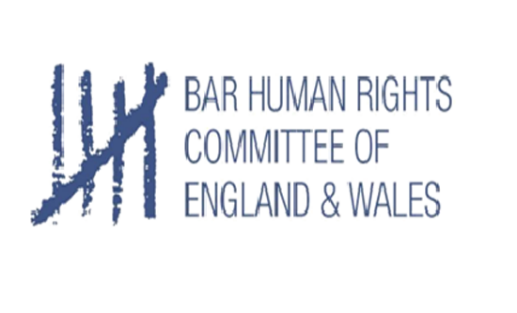 BAR HUMAN RIGHTS
COMMITTEE OF
ENGLAND & WALES